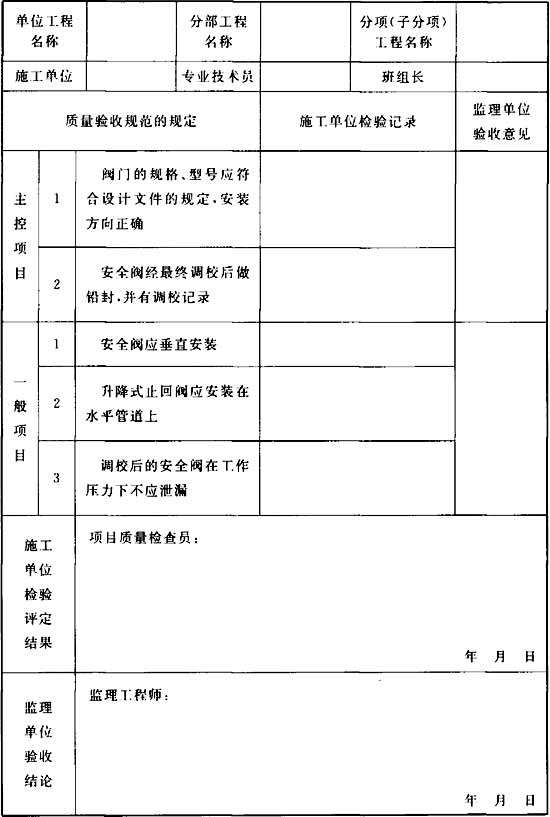 单位工程
名称
分部工程
名称
分项(子分项)
工程名称
施工单位
专业技术员
班组长
质量验收规范的规定
施工单位检验记录
监理单位
验收意见
主
控
项
目
1
阀门的规格、型号应符
合设计文件的规定,安装
方向正确
2
安全阀经最终调校后做
铅封,并有调校记录
一
般
项
目
1
安全阀应垂直安装
2
升降式止回阀应安装在
水平管道上
3
调校后的安全阀在工作
压力下不应泄漏
施工
单位
检验
评定
结果
项目质量检查员:
年 月 日
监理
单位
验收
结论
监理工程师:
年 月 日